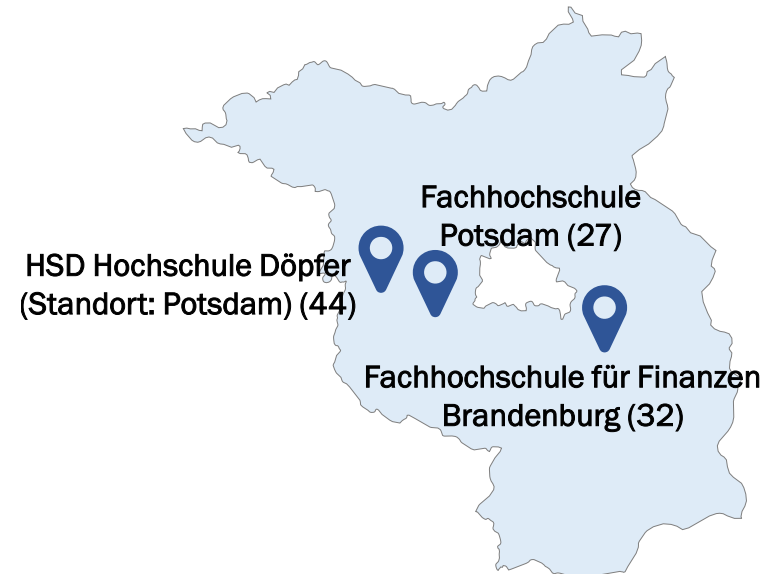 Fachhochschule
Potsdam (27)
HSD Hochschule Döpfer
(Standort: Potsdam) (44)
Fachhochschule für Finanzen
Brandenburg (32)